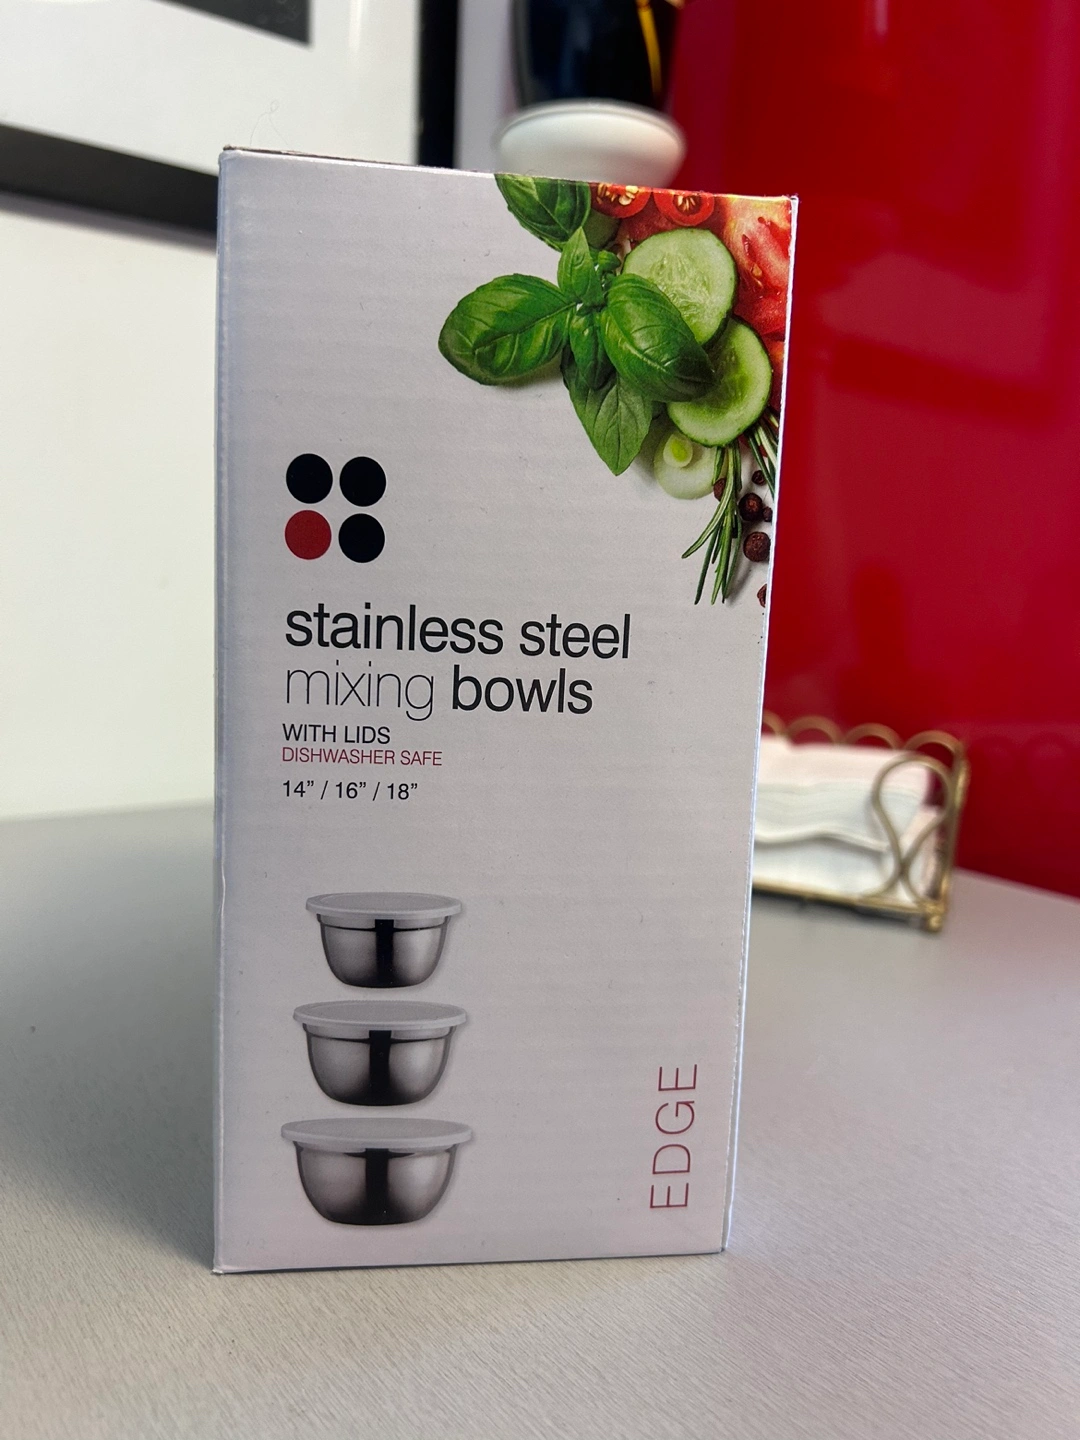 stainless steel
mixing bowls
WITH LIDS
DISHWASHER SAFE
14” / 16” / 18”
EDGE